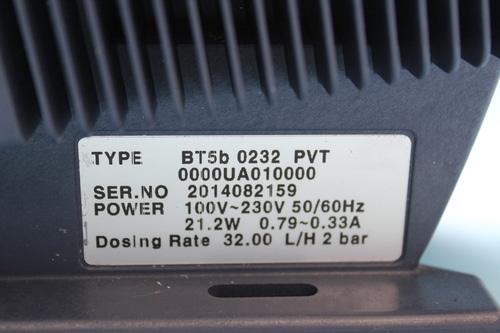 TYPE BT5b 0232 PVT
0000UA010000
SER.NO 2014082159
POWER 100V~230V 50/60Hz
21.2W 0.79~0.33A
Dosing Rate 32.00 L/H 2 bar